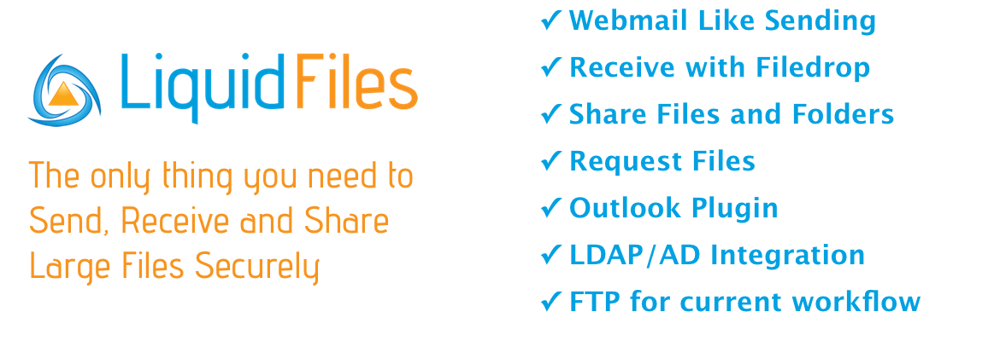 LiquidFiles
The only thing you need to
Send, Receive and Share
Large Files Securely
✓ Webmail Like Sending
✓ Receive with Filedrop
✓ Share Files and Folders
✓ Request Files
✓ Outlook Plugin
✓ LDAP/AD Integration
✓ FTP for current workflow